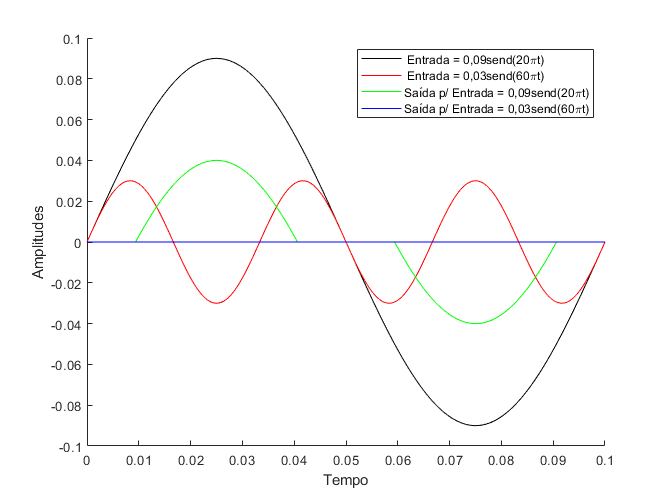 Entrada = 0,09send(20πt)
Entrada = 0,03send(60πt)
Saída p/ Entrada = 0,09send(20πt)
Saída p/ Entrada = 0,03send(60πt)
0.1
0.08
0.06
0.04
0.02
0
-0.02
-0.04
-0.06
-0.08
-0.1
Amplitudes
0 0.01 0.02 0.03 0.04 0.05 0.06 0.07 0.08 0.09 0.1
Tempo